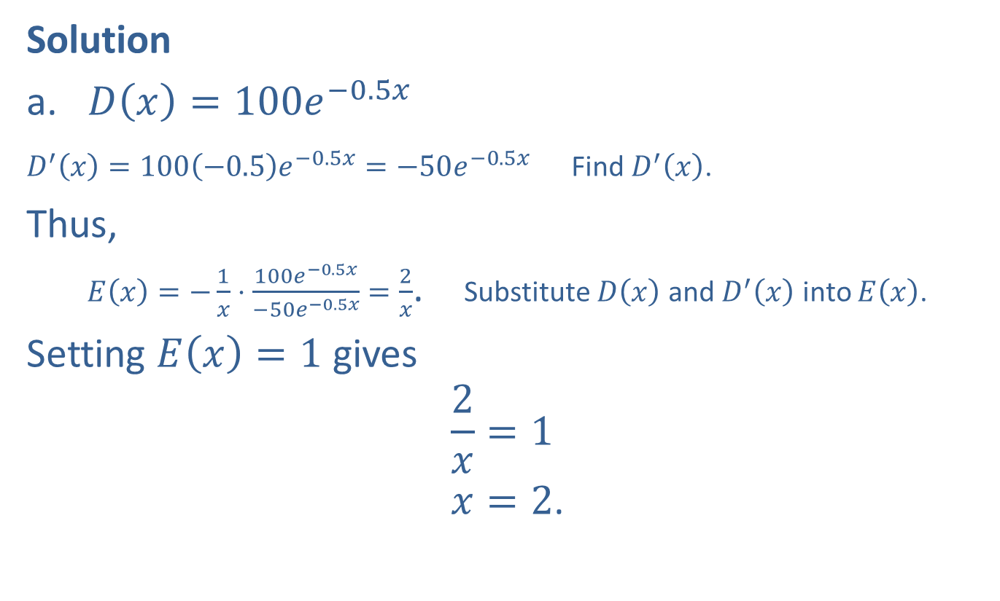 Solution
a. D(x) = 100e^{−0.5x}
D′(x) = 100(−0.5)e^{−0.5x} = −50e^{−0.5x} Find D′(x).
Thus,
E(x) = −\frac{1}{x} · \frac{100e^{−0.5x}}{−50e^{−0.5x}} = \frac{2}{x}. Substitute D(x) and D′(x) into E(x).
Setting E(x) = 1 gives
\frac{2}{x} = 1
x = 2.